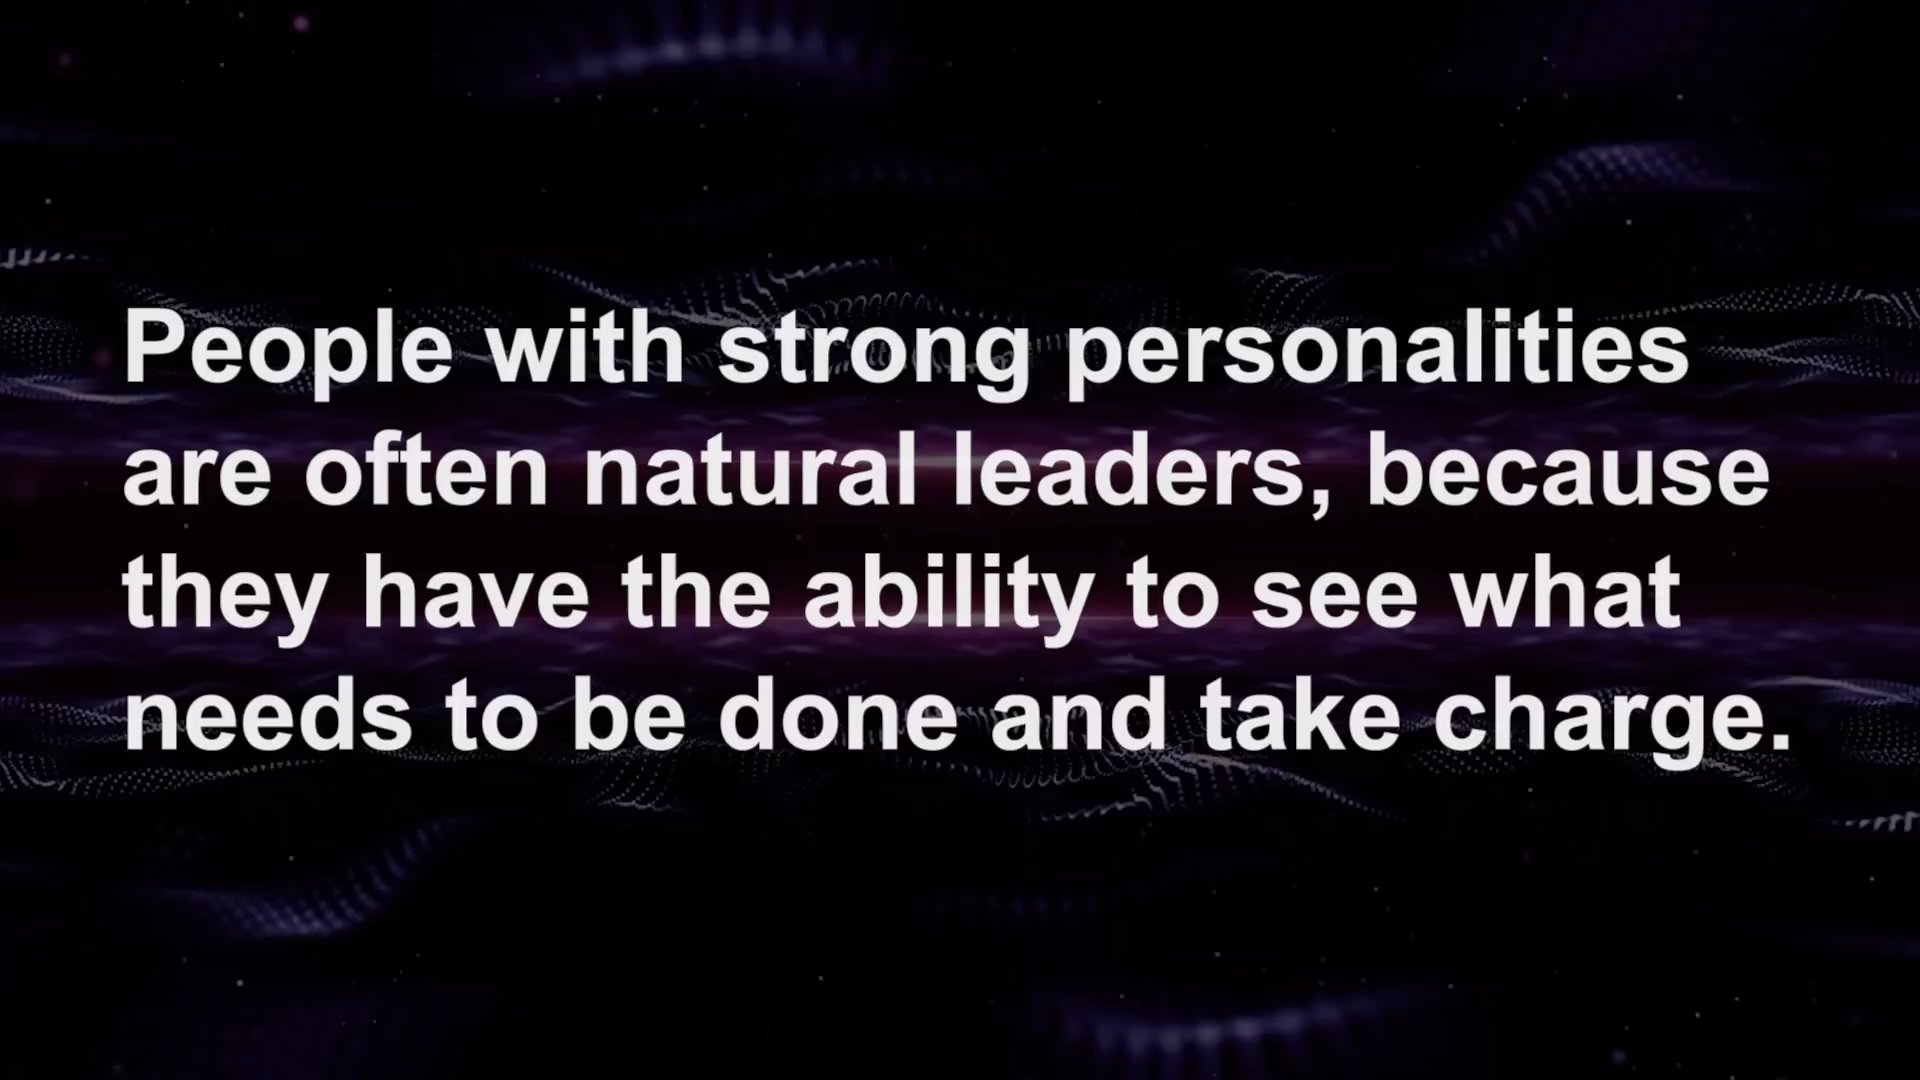 People with strong personalities
are often natural leaders, because
they have the ability to see what
needs to be done and take charge.